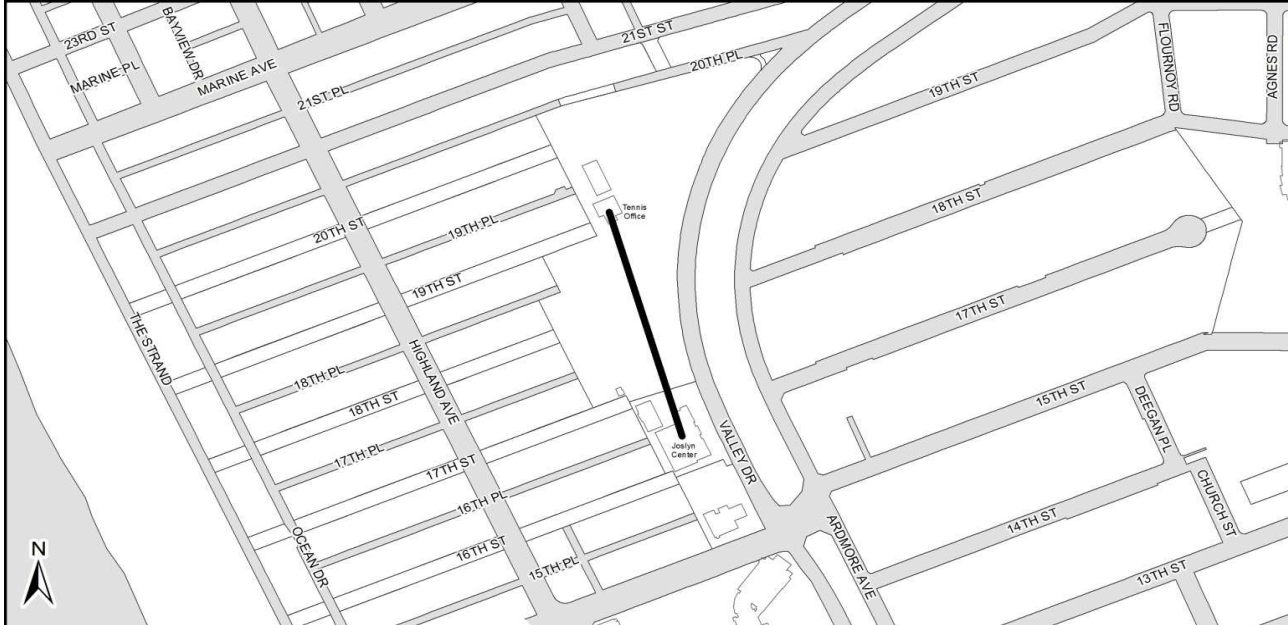 23RD ST
BAYVIEW DR
21ST ST
MARINE PL
MARINE AVE
20TH PL
21ST PL
19TH ST
FLOURNOY RD
AGNES RD
18TH ST
Tennis
Office
20TH ST
19TH PL
19TH ST
17TH ST
THE STRAND
HIGHLAND AVE
18TH PL
18TH ST
15TH ST
DEEGAN PL
VALLEY DR
Joslyn
Center
17TH PL
17TH ST
16TH PL
CHURCH ST
OCEAN DR
16TH ST
15TH PL
ARDMORE AVE
14TH ST
13TH ST
N